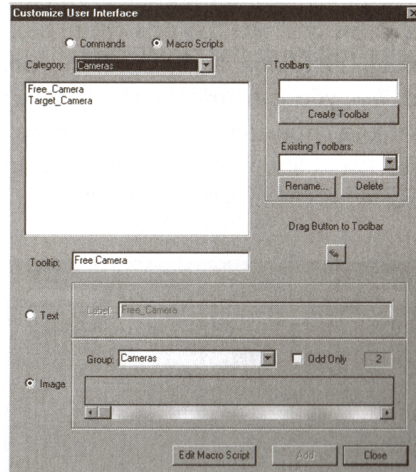 Customize User Interface
Commands
Macro Scripts
Category:
Cameras
Free_Camera
Target_Camera
Toolbars
Create Toolbar
Existing Toolbars:
Rename...
Delete
Drag Button to Toolbar
Tooltip:
Free Camera
Text
Label:
Free_Camera
Group:
Cameras
Odd Only
2
Image
Edit Macro Script
Add
Close